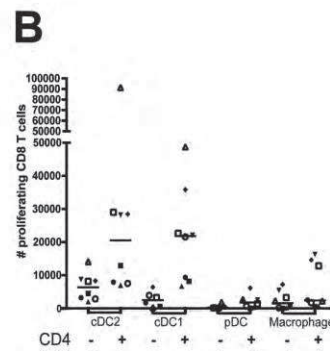 B
# proliferating CD8 T cells
100000
90000
80000
70000
60000
50000
40000
30000
20000
10000
0
cDC2 cDC1 pDC Macrophage
CD4 - + - + - + - +